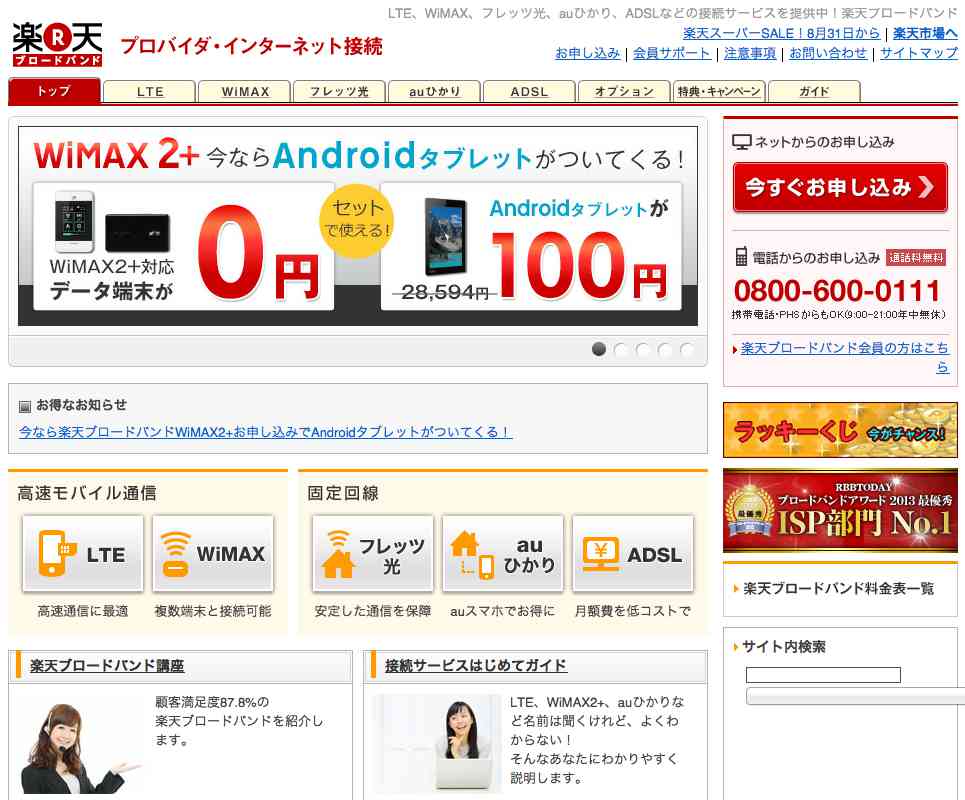 LTE、WiMAX、フレッツ光、auひかり、ADSLなどの接続サービスを提供中！楽天ブロードバンド
楽天
ブロードバンド
プロバイダ・インターネット接続
楽天スーパーSALE！8月31日から | 楽天市場へ
お申し込み | 会員サポート | 注意事項 | お問い合わせ | サイトマップ
トップ LTE WiMAX フレッツ光 auひかり ADSL オプション 特典・キャンペーン ガイド
WiMAX 2+ 今ならAndroidタブレットがついてくる！
WiMAX2+対応
データ端末が
0円
セット
で使える！
Androidタブレットが
28,594円
100円
お得なお知らせ
今なら楽天ブロードバンドWiMAX2+お申し込みでAndroidタブレットがついてくる！
高速モバイル通信
LTE
高速通信に最適
WiMAX
複数端末と接続可能
固定回線
フレッツ
光
安定した通信を保障
au
ひかり
auスマホでお得に
¥
ADSL
月額費を低コストで
楽天ブロードバンド講座
顧客満足度87.8%の
楽天ブロードバンドを紹介し
ます。
接続サービスはじめてガイド
LTE、WiMAX2+、auひかりな
ど名前は聞くけれど、よくわ
からない！
そんなあなたにわかりやすく
説明します。
ネットからのお申し込み
今すぐお申し込み
電話からのお申し込み 通話料無料
0800-600-0111
携帯電話・PHSからもOK(9:00-21:00年中無休)
楽天ブロードバンド会員の方はこち
ら
ラッキーくじ 今がチャンス！
RBBTODAY
ブロードバンドアワード 2013 最優秀
最優秀
ISP部門 No.1
楽天ブロードバンド料金表一覧
サイト内検索